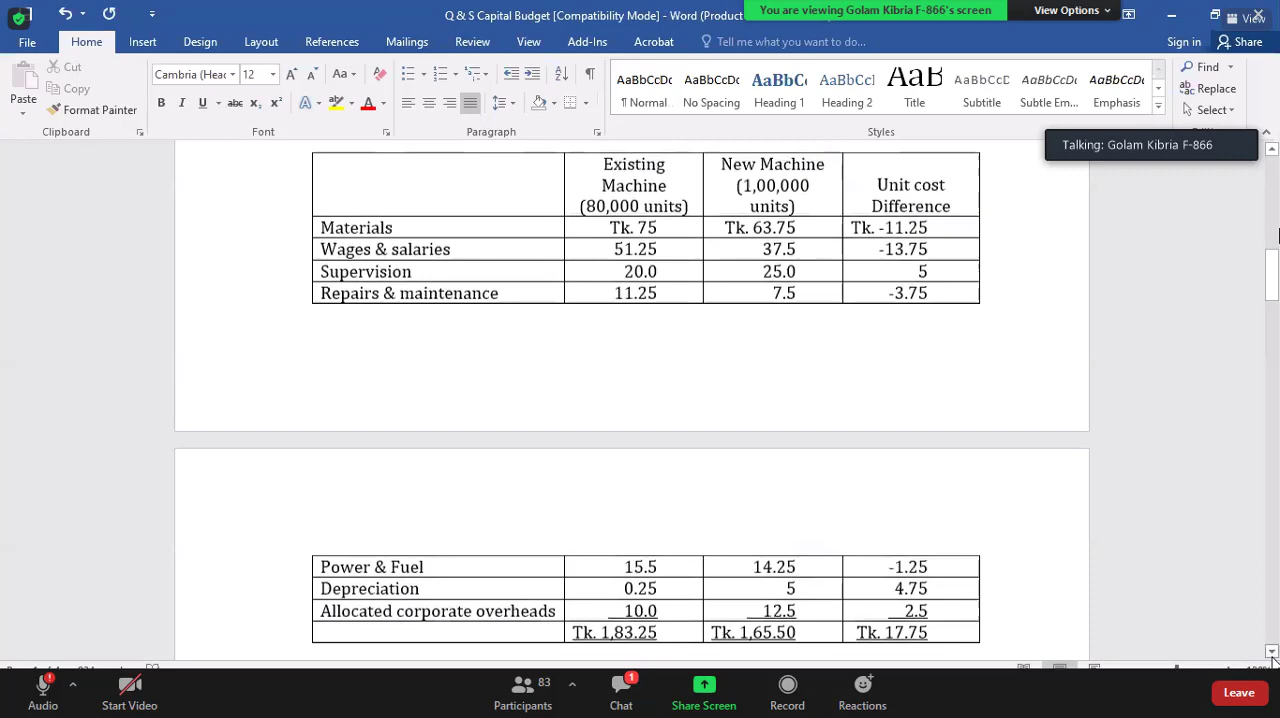 Q & S Capital Budget [Compatibility Mode] - Word (Produc
You are viewing Golam Kibria F-866's screen
View Options
View
File Home Insert Design Layout References Mailings Review View Add-Ins Acrobat Tell me what you want to do... Sign in Share
Paste Cut
Copy
Format Painter
Clipboard
Cambria (Head 12
Font
Paragraph
AaBbCcDc AaBbCcDc AaBbC AaBbCcl AaB AaBbCcD AaBbCcDc AaBbCcDc
¶ Normal No Spacing Heading Heading 2 Title Subtitle Subtle Em... Emphasis
Styles
Find
Replace
Select
Talking: Golam Kibria F-866
Existing Machine (80,000 units) New Machine (1,00,000 units) Unit cost Difference
Materials Tk. 75 Tk. 63.75 Tk. -11.25
Wages & salaries 51.25 37.5 -13.75
Supervision 20.0 25.0 5
Repairs & maintenance 11.25 7.5 -3.75
Power & Fuel 15.5 14.25 -1.25
Depreciation 0.25 5 4.75
Allocated corporate overheads 10.0 12.5 2.5
Tk. 1,83.25 Tk. 1,65.50 Tk. 17.75
Audio Start Video Participants 83 Chat 1 Share Screen Record Reactions Leave